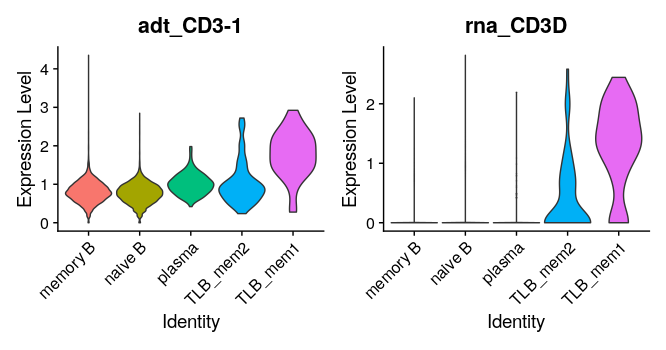 adt_CD3-1
Expression Level
4
3
2
1
0
memory B
naive B
plasma
TLB_mem2
TLB_mem1
Identity
rna_CD3D
Expression Level
2
1
0
memory B
naive B
plasma
TLB_mem2
TLB_mem1
Identity